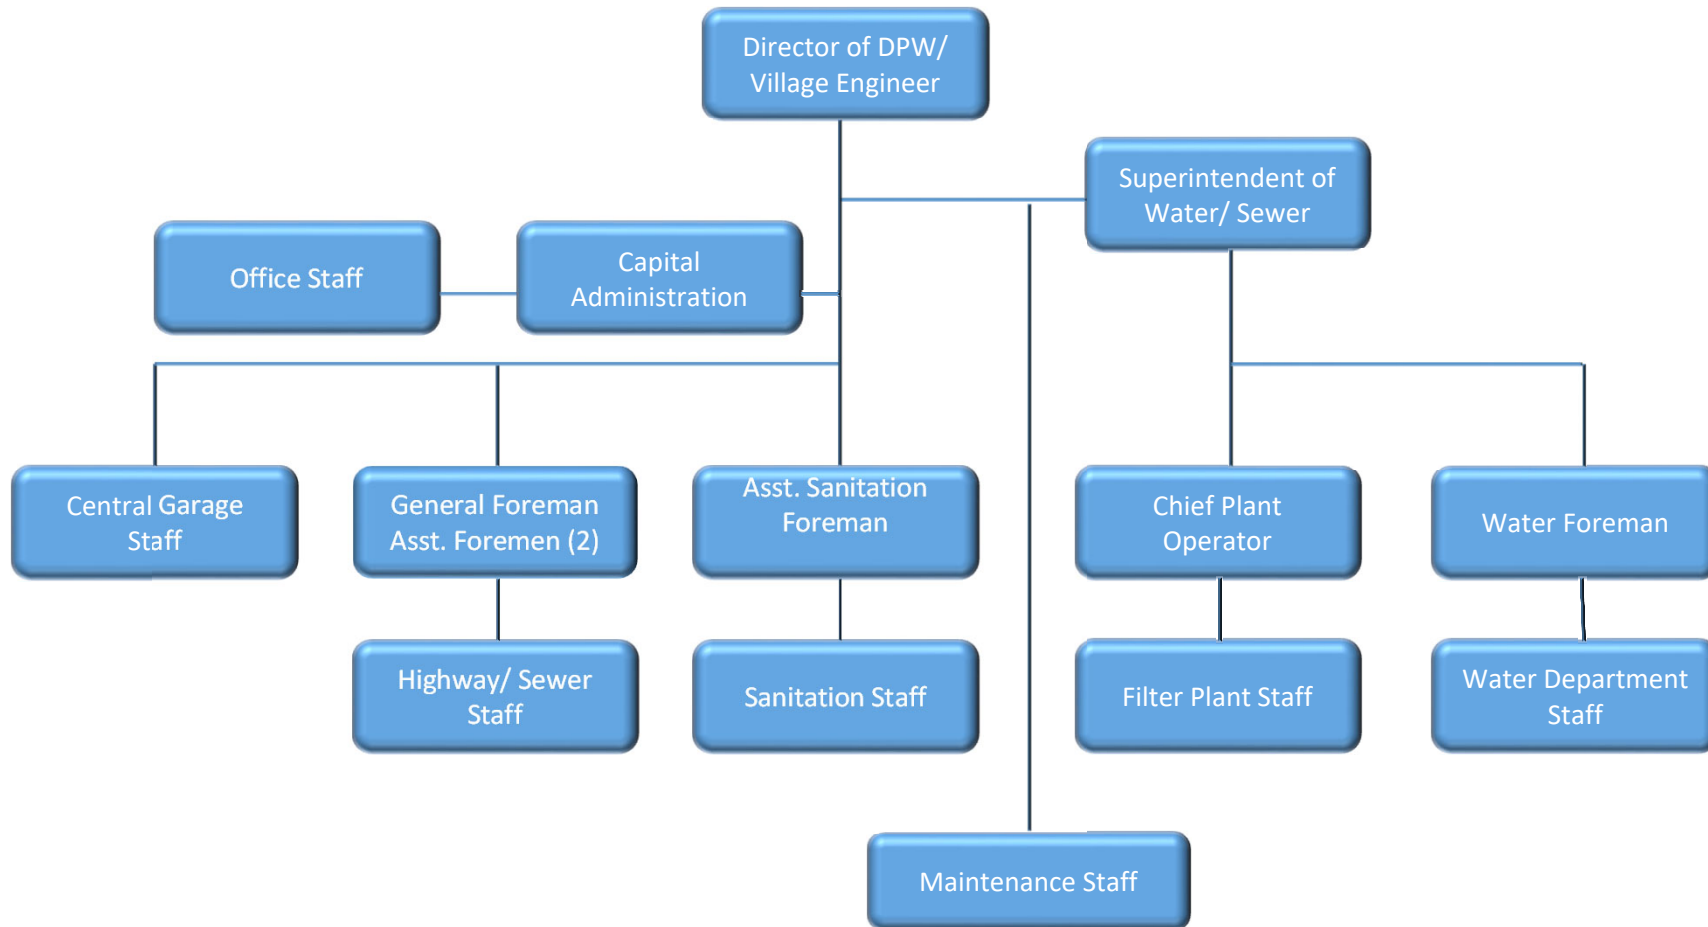 Director of DPW/
Village Engineer
Superintendent of
Water/ Sewer
Office Staff
Capital
Administration
Central Garage
Staff
General Foreman
Asst. Foremen (2)
Asst. Sanitation
Foreman
Chief Plant
Operator
Water Foreman
Highway/ Sewer
Staff
Sanitation Staff
Filter Plant Staff
Water Department
Staff
Maintenance Staff